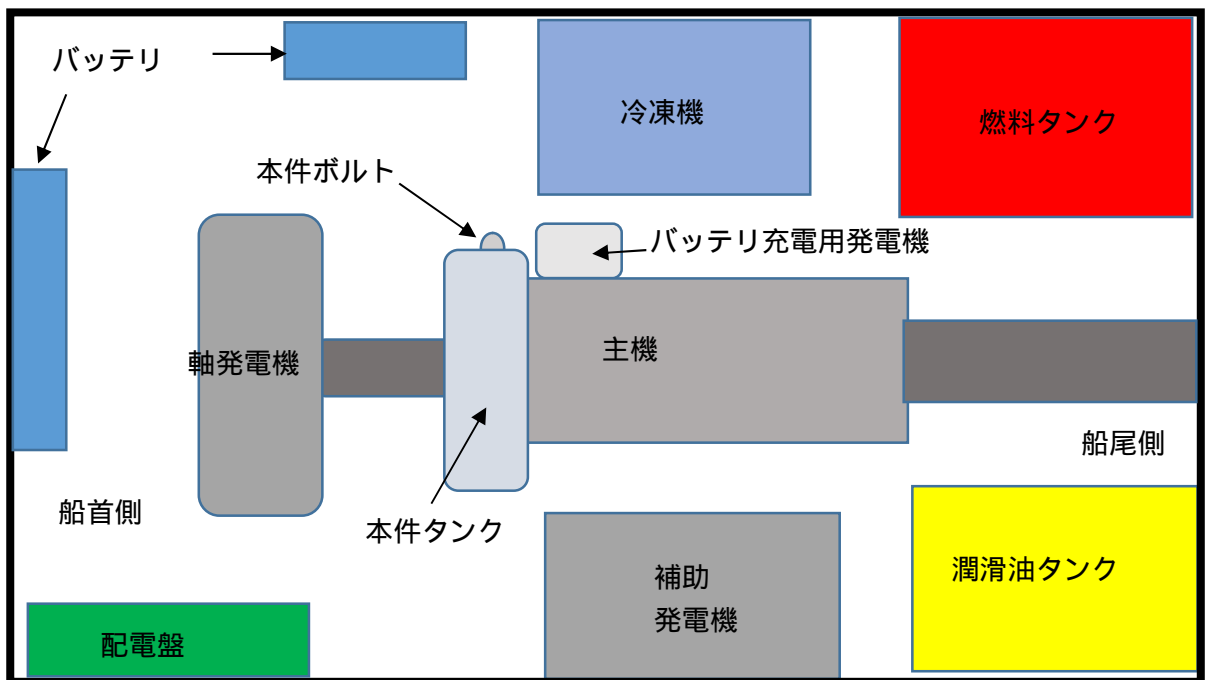 バッテリ
冷凍機
燃料タンク
本件ボルト
バッテリ充電用発電機
軸発電機
主機
船尾側
船首側
本件タンク
補助
発電機
潤滑油タンク
配電盤